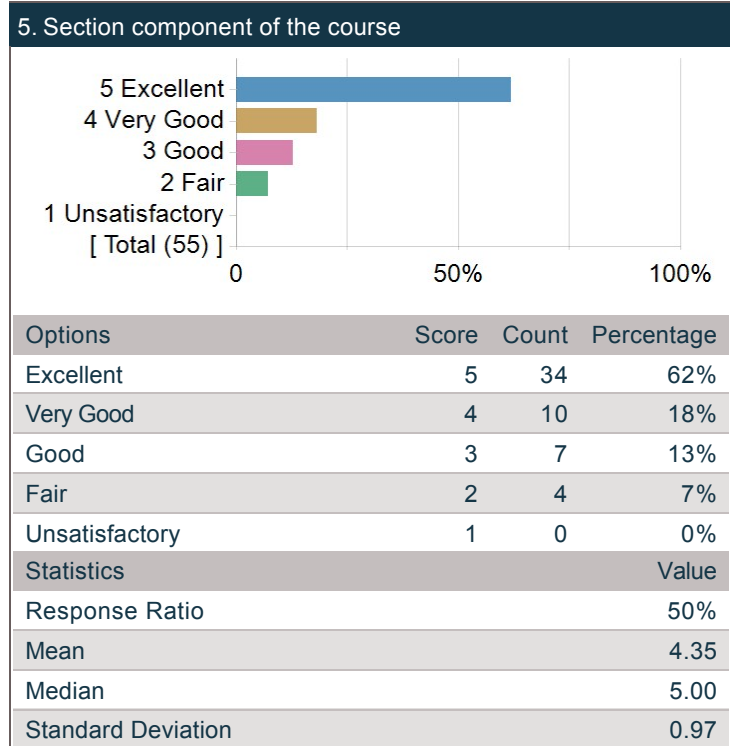 5. Section component of the course
5 Excellent
4 Very Good
3 Good
2 Fair
1 Unsatisfactory
[ Total (55) ]
0 50% 100%
Options Score Count Percentage
Excellent 5 34 62%
Very Good 4 10 18%
Good 3 7 13%
Fair 2 4 7%
Unsatisfactory 1 0 0%
Statistics Value
Response Ratio 50%
Mean 4.35
Median 5.00
Standard Deviation 0.97